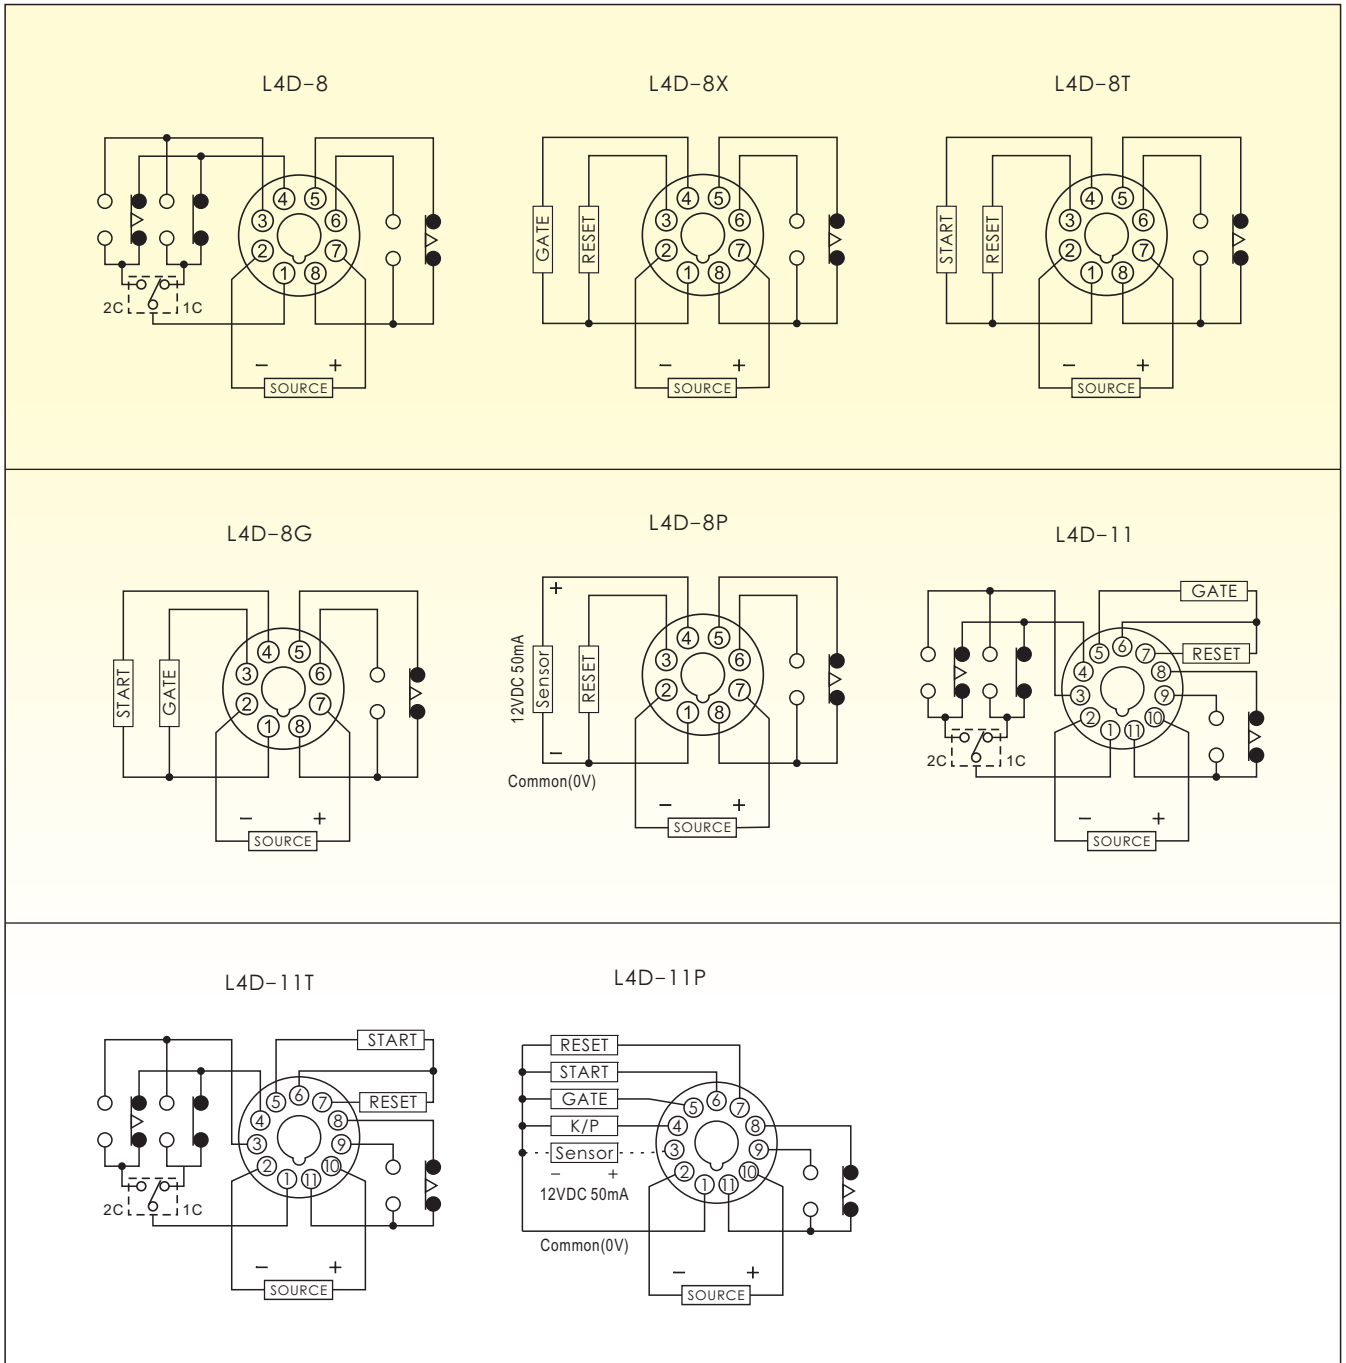 L4D-8
L4D-8X
L4D-8T
4 5
3 6
2 7
1 8
2C 1C
− +
SOURCE
GATE
RESET
4 5
3 6
2 7
1 8
− +
SOURCE
START
RESET
4 5
3 6
2 7
1 8
− +
SOURCE
L4D-8G
L4D-8P
L4D-11
START
GATE
4 5
3 6
2 7
1 8
− +
SOURCE
+
12VDC 50mA
Sensor
−
RESET
Common(0V)
4 5
3 6
2 7
1 8
− +
SOURCE
GATE
RESET
5 6 7
4 8
3 9
2 10
1 11
2C 1C
− +
SOURCE
L4D-11T
L4D-11P
START
RESET
5 6 7
4 8
3 9
2 10
1 11
2C 1C
− +
SOURCE
RESET
START
GATE
K/P
Sensor
− +
12VDC 50mA
Common(0V)
5 6 7
4 8
3 9
2 10
1 11
− +
SOURCE